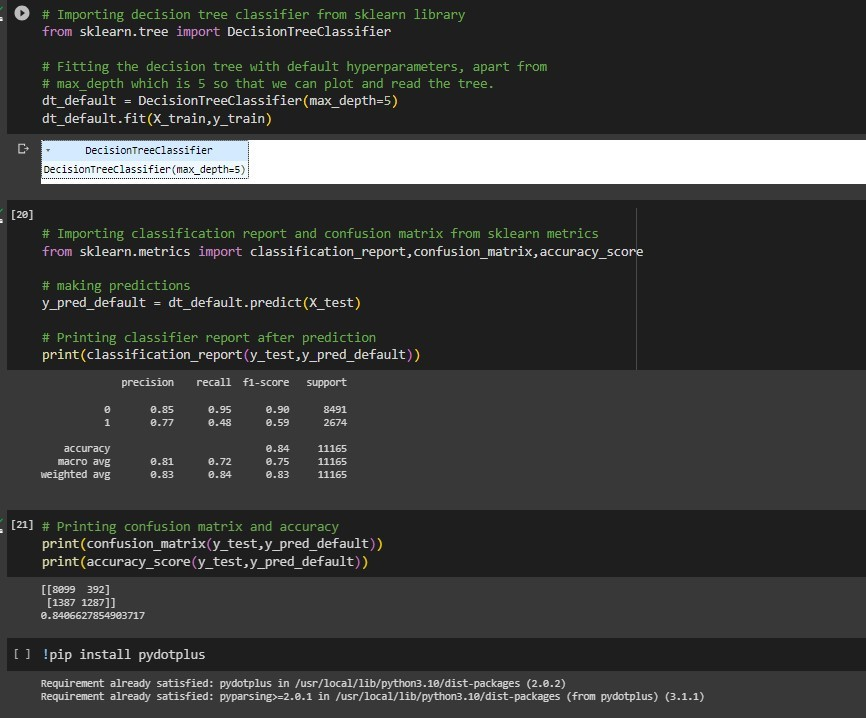 # Importing decision tree classifier from sklearn library
from sklearn.tree import DecisionTreeClassifier
# Fitting the decision tree with default hyperparameters, apart from
# max_depth which is 5 so that we can plot and read the tree.
dt_default = DecisionTreeClassifier(max_depth=5)
dt_default.fit(X_train,y_train)
DecisionTreeClassifier
DecisionTreeClassifier(max_depth=5)
[20]
# Importing classification report and confusion matrix from sklearn metrics
from sklearn.metrics import classification_report,confusion_matrix,accuracy_score
# making predictions
y_pred_default = dt_default.predict(X_test)
# Printing classifier report after prediction
print(classification_report(y_test,y_pred_default))
precision recall f1-score support
0 0.85 0.95 0.90 8491
1 0.77 0.48 0.59 2674
accuracy 0.84 11165
macro avg 0.81 0.72 0.75 11165
weighted avg 0.83 0.84 0.83 11165
[21] # Printing confusion matrix and accuracy
print(confusion_matrix(y_test,y_pred_default))
print(accuracy_score(y_test,y_pred_default))
[[8099 392]
[1387 1287]]
0.8406627854903717
[ ] !pip install pydotplus
Requirement already satisfied: pydotplus in /usr/local/lib/python3.10/dist-packages (2.0.2)
Requirement already satisfied: pyparsing>=2.0.1 in /usr/local/lib/python3.10/dist-packages (from pydotplus) (3.1.1)